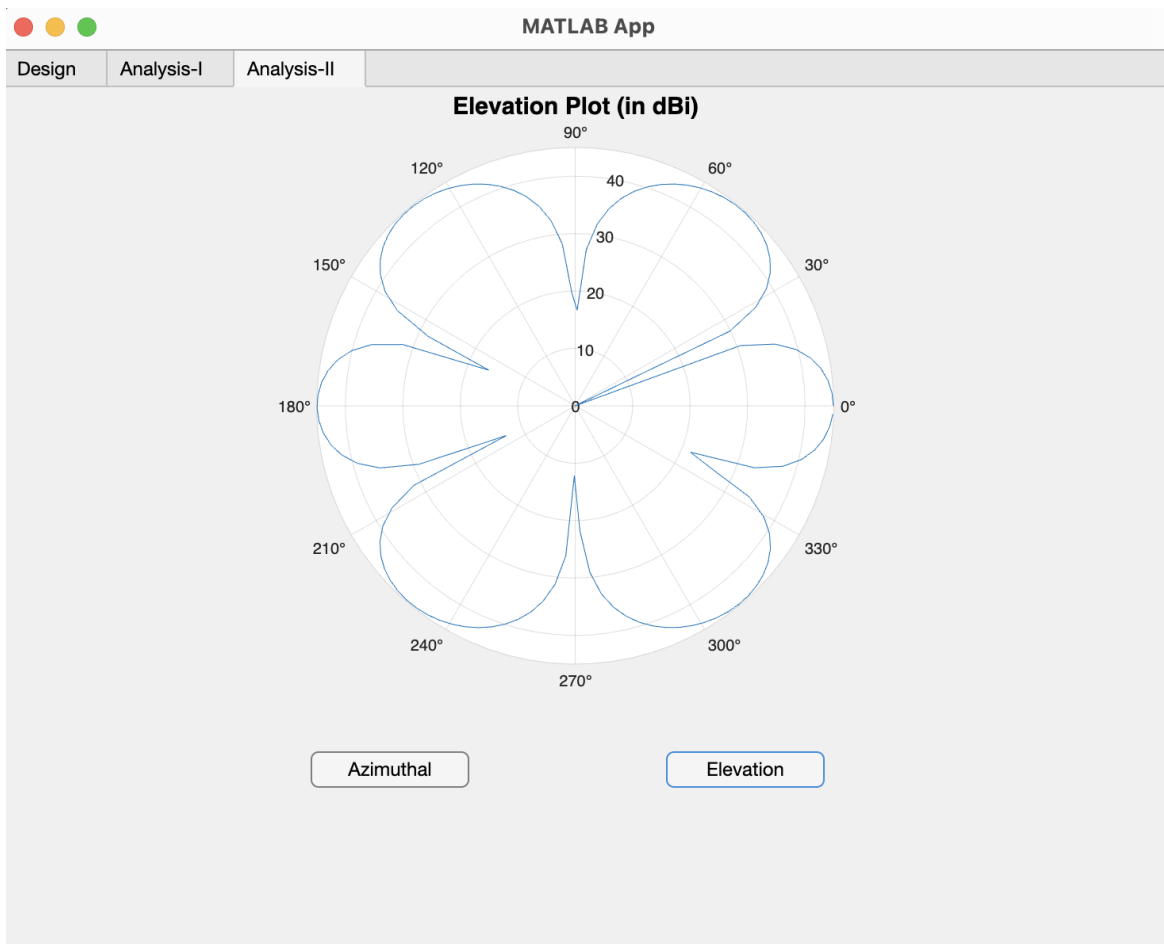 MATLAB App
Design Analysis-I Analysis-II
Elevation Plot (in dBi)
90°
120° 60°
40
30
150° 30°
20
10
180° 0 0°
210° 330°
240° 300°
270°
Azimuthal Elevation